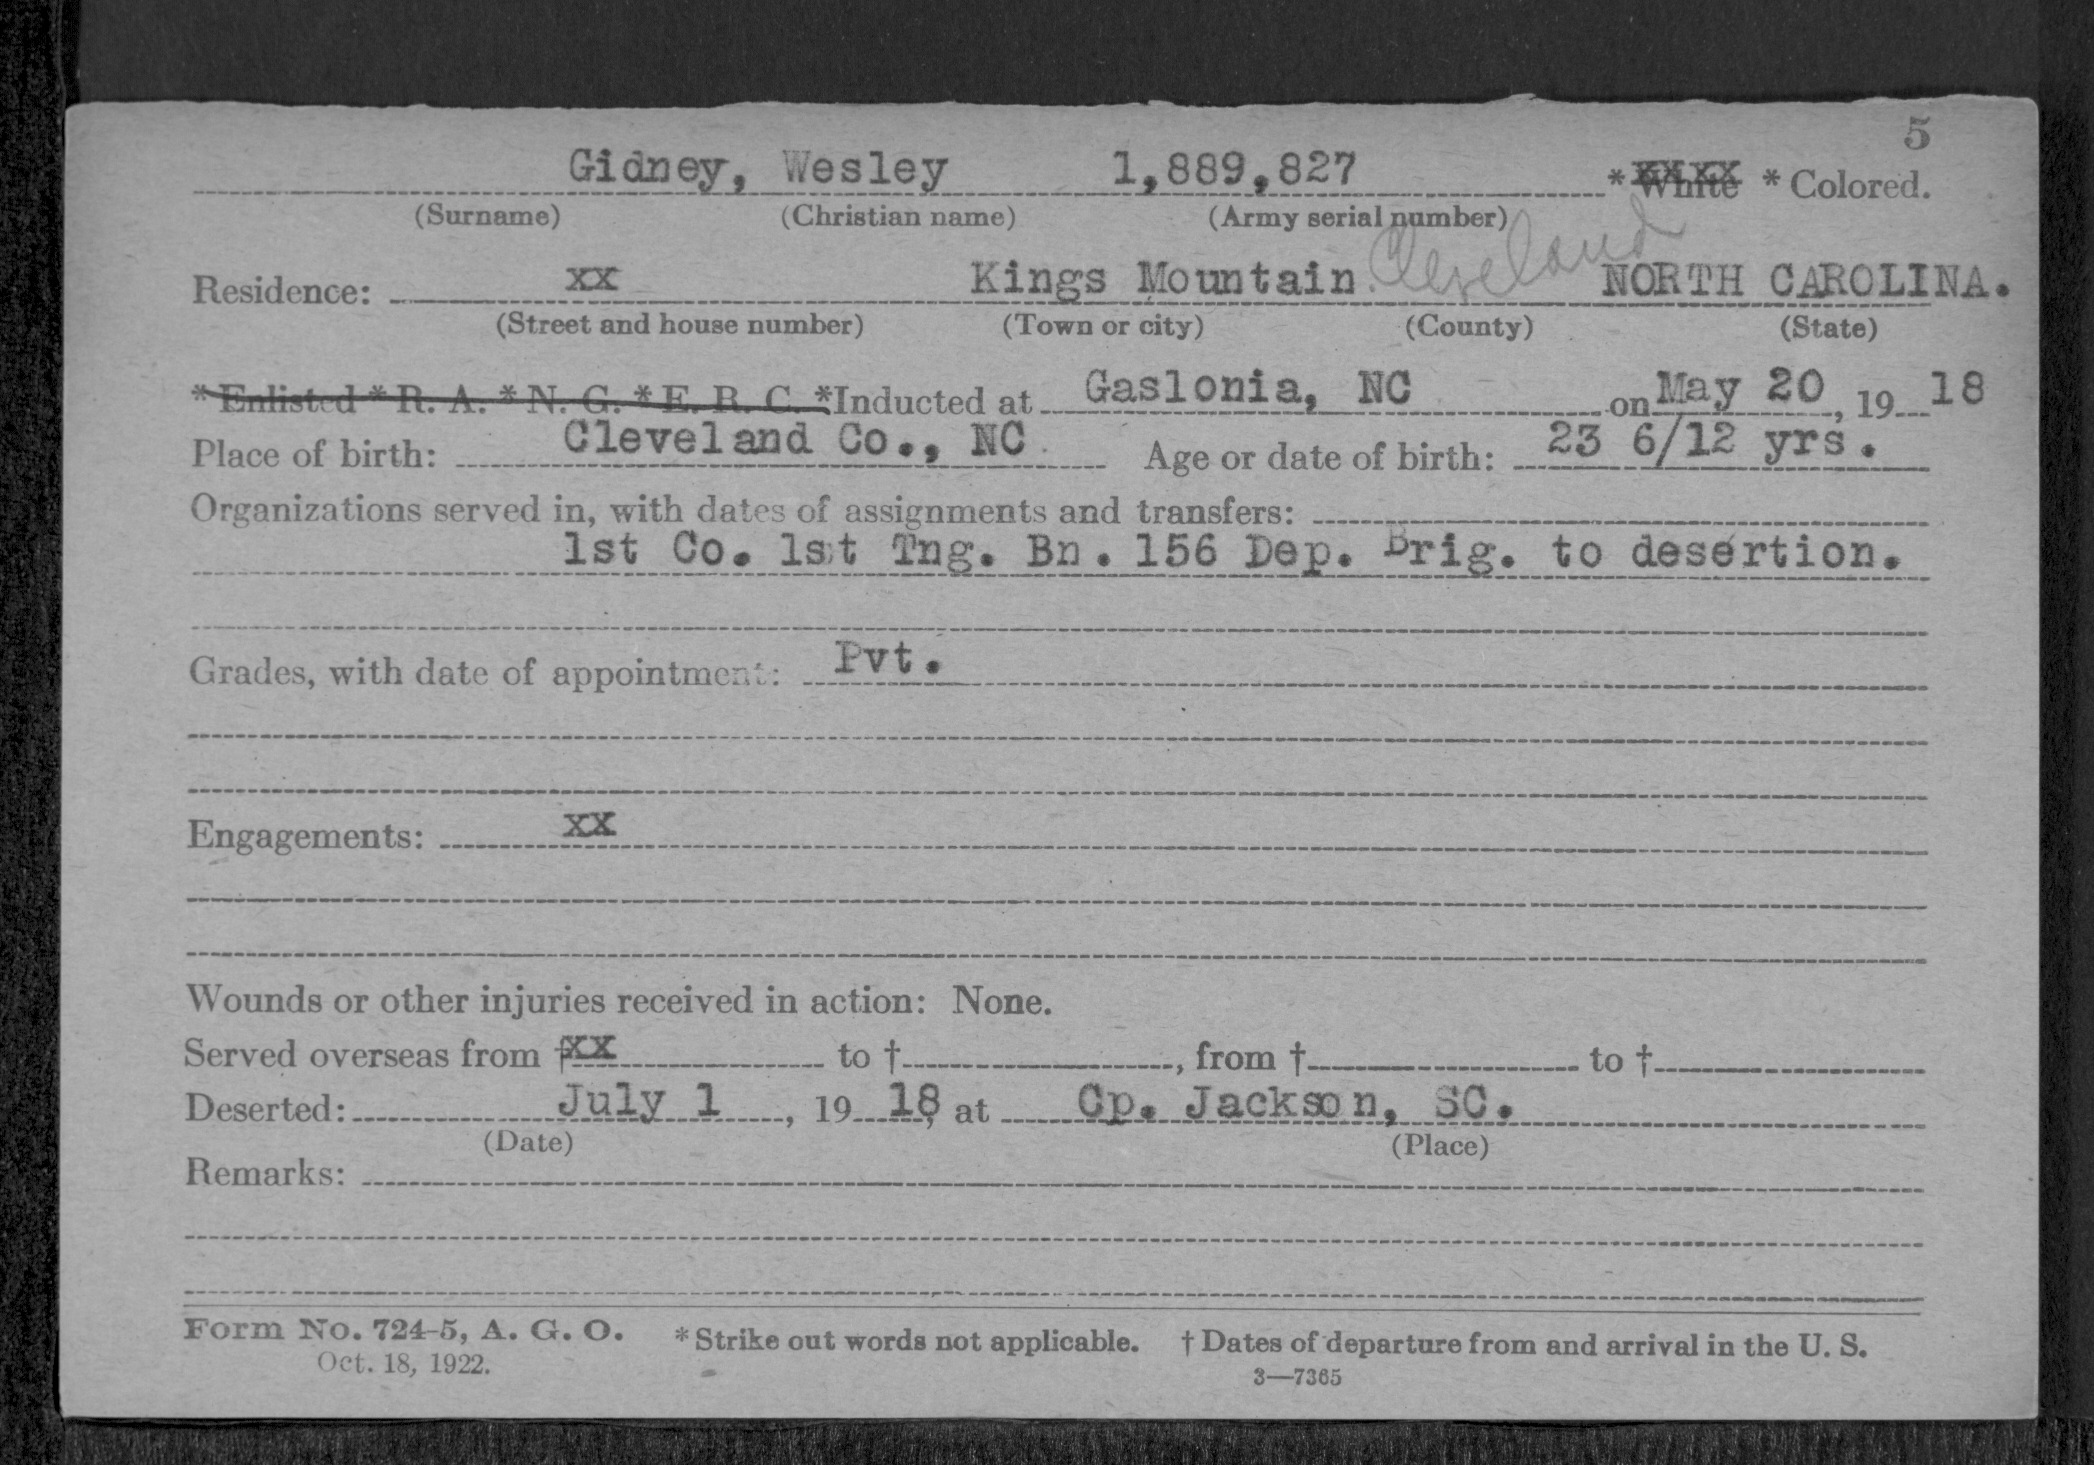 5
Gidney, Wesley 1,889,827 * White * Colored.
(Surname) (Christian name) (Army serial number)
Residence: xx Kings Mountain Cleveland NORTH CAROLINA.
(Street and house number) (Town or city) (County) (State)
* Enlisted * R. A. * N. G. * E. R. C. *Inducted at Gaslonia, NC on May 20, 1918
Place of birth: Cleveland Co., NC Age or date of birth: 23 6/12 yrs.
Organizations served in, with dates of assignments and transfers:
1st Co. 1st Tng. Bn. 156 Dep. Brig. to desertion.
Grades, with date of appointment: Pvt.
Engagements: xx
Wounds or other injuries received in action: None.
Served overseas from †xx to †, from † to †
Deserted: July 1, 1918, at Cp. Jackson, SC.
(Date) (Place)
Remarks:
Form No. 724-5, A. G. O. * Strike out words not applicable. † Dates of departure from and arrival in the U. S.
Oct. 18, 1922. 3—7365